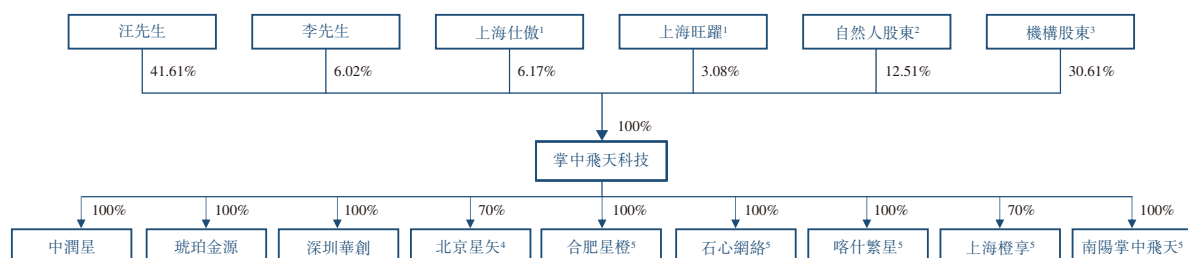 汪先生 李先生 上海仕傲¹ 上海旺躍¹ 自然人股東² 機構股東³
41.61% 6.02% 6.17% 3.08% 12.51% 30.61%
100%
掌中飛天科技
100% 100% 100% 70% 100% 100% 100% 70% 100%
中潤星 琥珀金源 深圳華創 北京星矢⁴ 合肥星橙⁵ 石心網絡⁵ 喀什繁星⁵ 上海橙享⁵ 南陽掌中飛天⁵